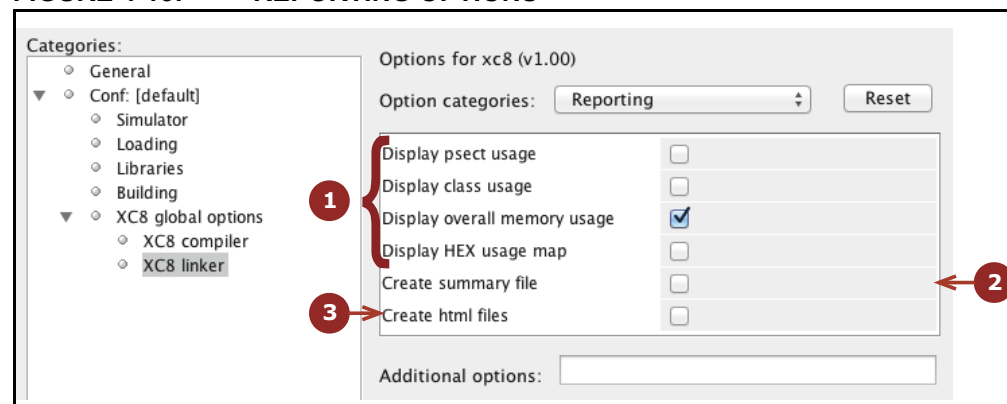 Categories:
General
Conf: [default]
Simulator
Loading
Libraries
Building
XC8 global options
XC8 compiler
XC8 linker
Options for xc8 (v1.00)
Option categories: Reporting Reset
1
Display psect usage
Display class usage
Display overall memory usage
Display HEX usage map
Create summary file
2
3
Create html files
Additional options: